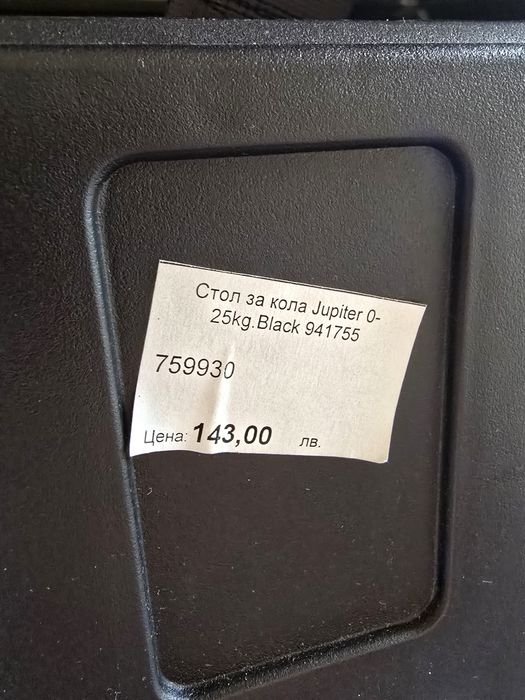 Стол за кола Jupiter 0-
25kg.Black 941755
759930
Цена: 143,00 лв.